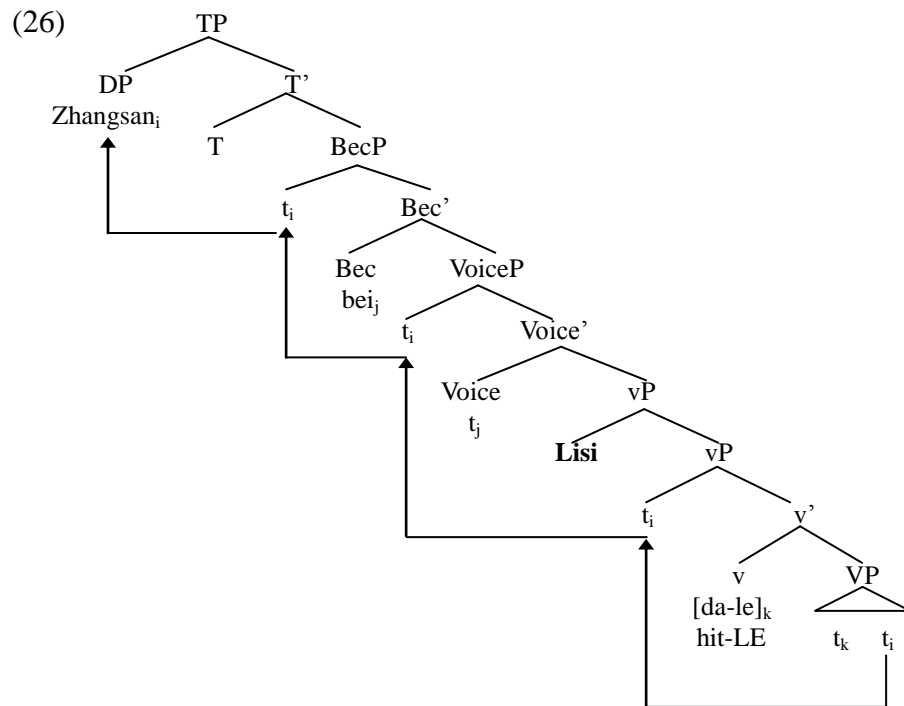 (26) TP
DP T’
Zhangsanᵢ
T BecP
tᵢ Bec’
Bec VoiceP
beiⱼ
tᵢ Voice’
Voice vP
tⱼ
Lisi vP
tᵢ v’
v VP
[da-le]ₖ
hit-LE tₖ tᵢ